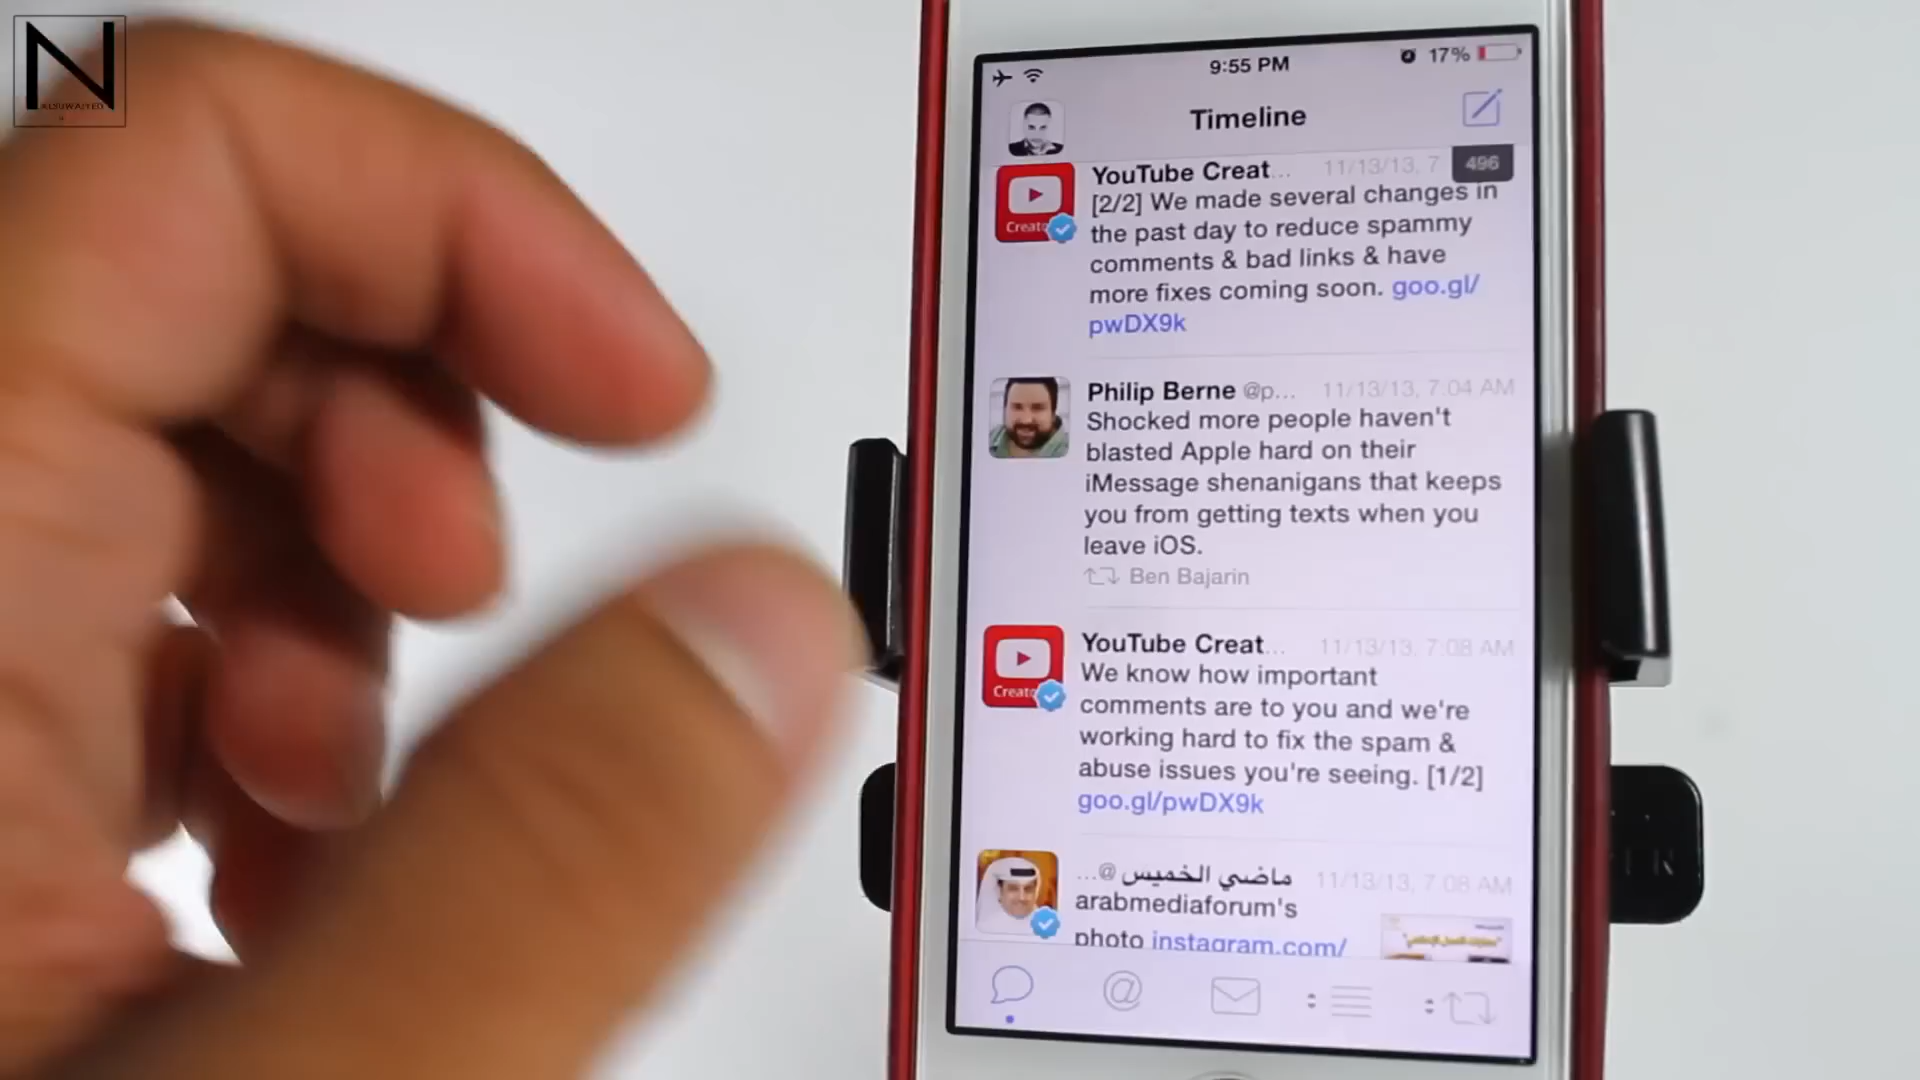 N
ALSUWAIYED
9:55 PM
17%
Timeline
496
YouTube Creat... 11/13/13, 7
[2/2] We made several changes in
the past day to reduce spammy
comments & bad links & have
more fixes coming soon. goo.gl/
pwDX9k
Creato
Philip Berne @p... 11/13/13, 7:04 AM
Shocked more people haven't
blasted Apple hard on their
iMessage shenanigans that keeps
you from getting texts when you
leave iOS.
Ben Bajarin
YouTube Creat... 11/13/13, 7:08 AM
We know how important
comments are to you and we're
working hard to fix the spam &
abuse issues you're seeing. [1/2]
goo.gl/pwDX9k
Creato
ماضي الخميس @... 11/13/13, 7:08 AM
arabmediaforum's
photo instagram.com/